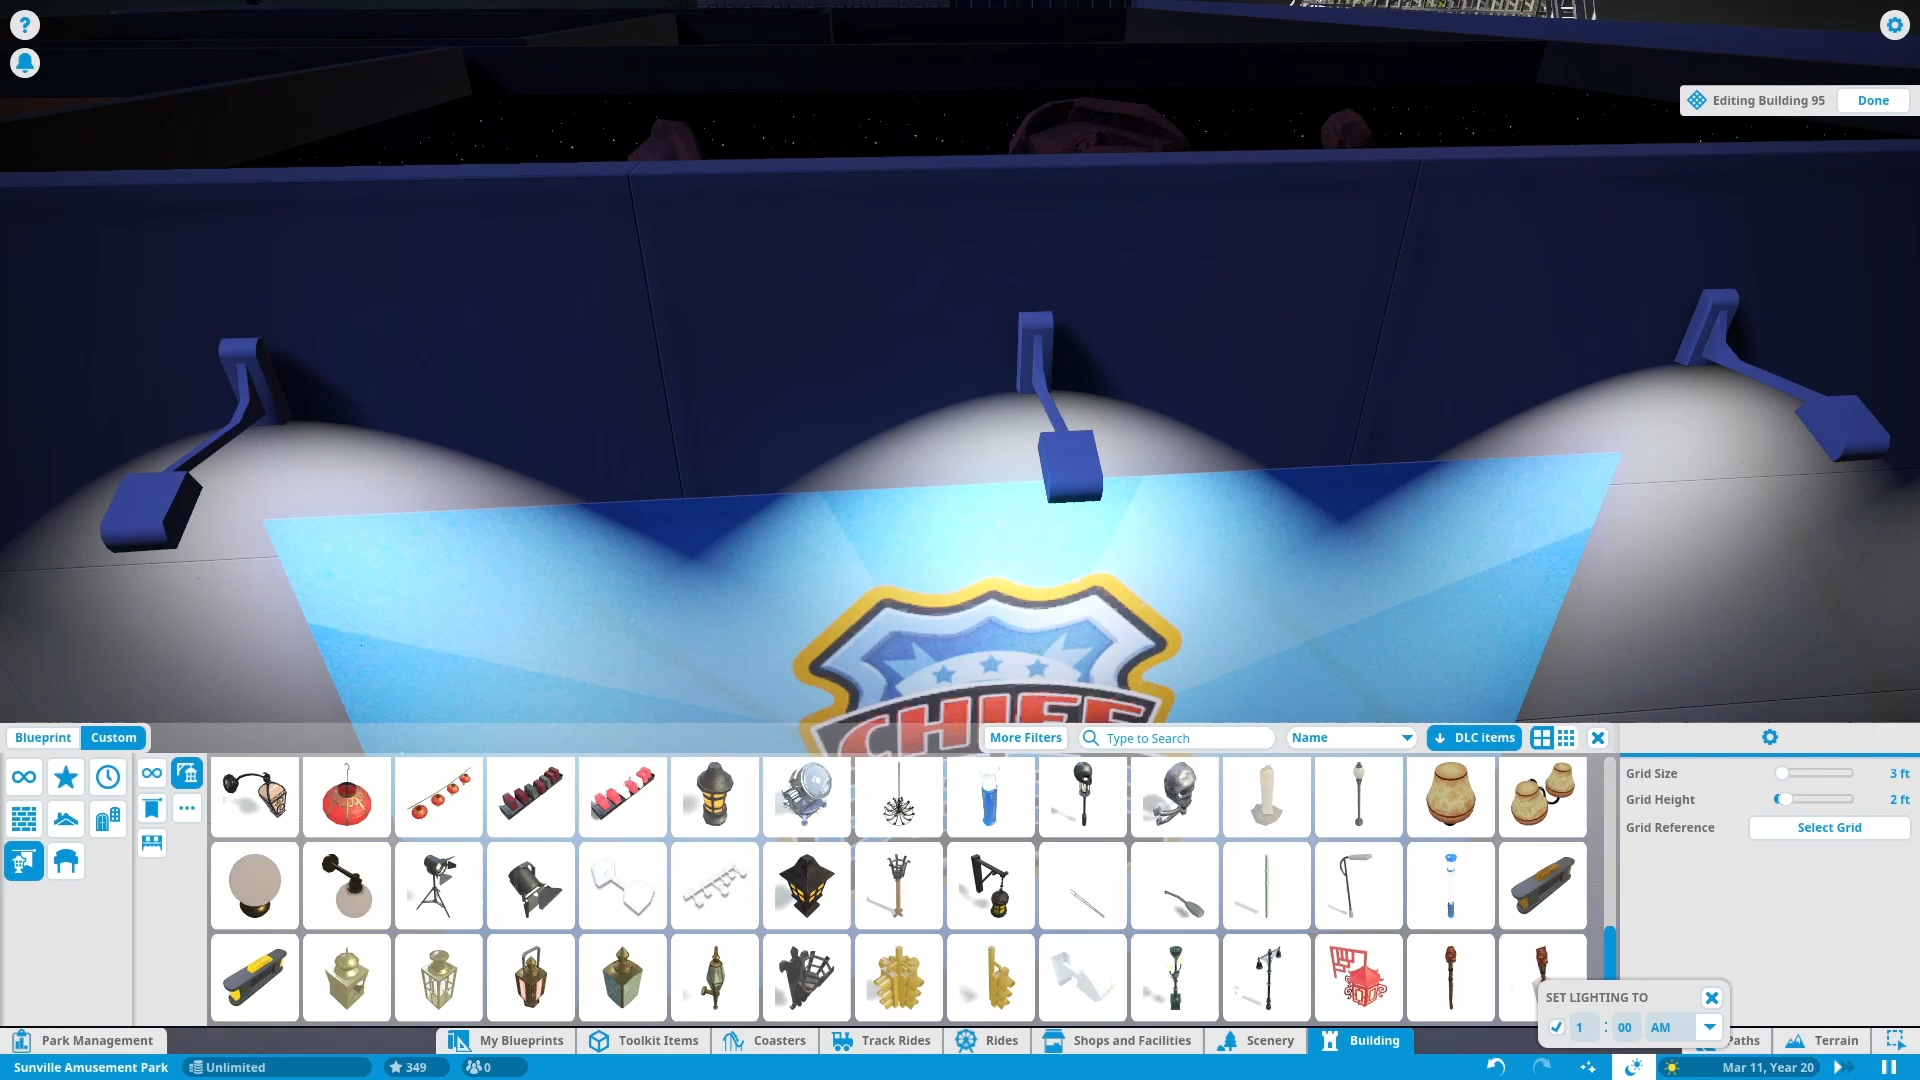 ?
Editing Building 95
Done
CHIEF
Blueprint
Custom
More Filters
Type to Search
Name
DLC items
Grid Size
3 ft
Grid Height
2 ft
Grid Reference
Select Grid
SET LIGHTING TO
1 : 00 AM
Park Management
My Blueprints
Toolkit Items
Coasters
Track Rides
Rides
Shops and Facilities
Scenery
Building
Paths
Terrain
Sunville Amusement Park
Unlimited
349
0
Mar 11, Year 20